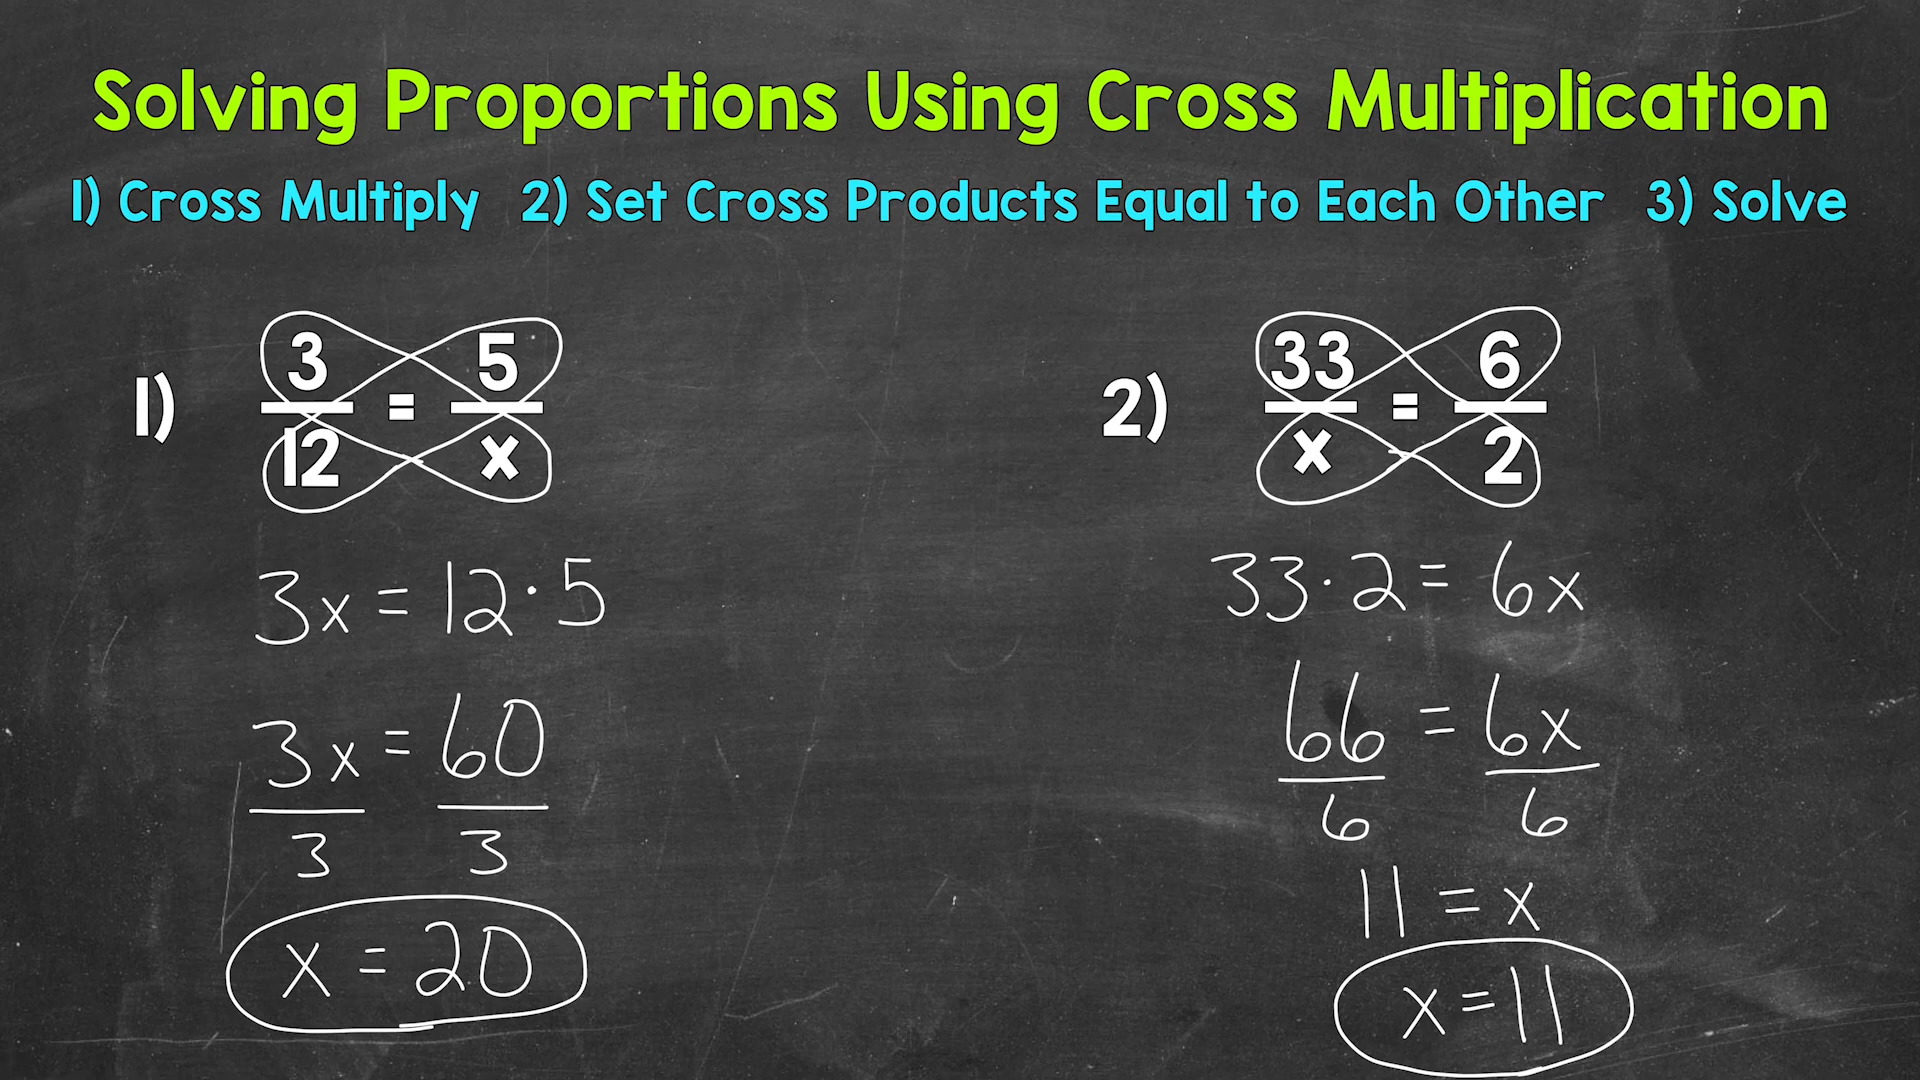 Solving Proportions Using Cross Multiplication
1) Cross Multiply 2) Set Cross Products Equal to Each Other 3) Solve
1) 3/12 = 5/x
3x = 12·5
3x/3 = 60/3
x = 20
2) 33/x = 6/2
33·2 = 6x
66/6 = 6x/6
11 = x
x = 11